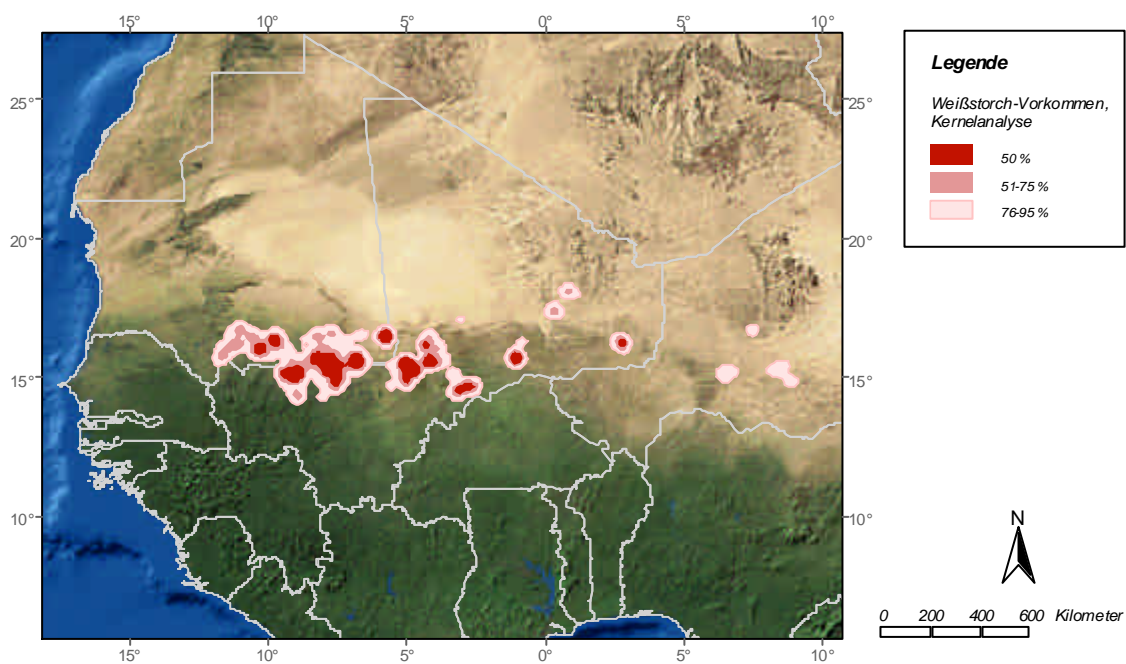 15° 10° 5° 0° 5° 10°
25° 25°
20° 20°
15° 15°
10° 10°
15° 10° 5° 0° 5° 10°
Legende
Weißstorch-Vorkommen,
Kernelanalyse
50 %
51-75 %
76-95 %
N
0 200 400 600 Kilometer